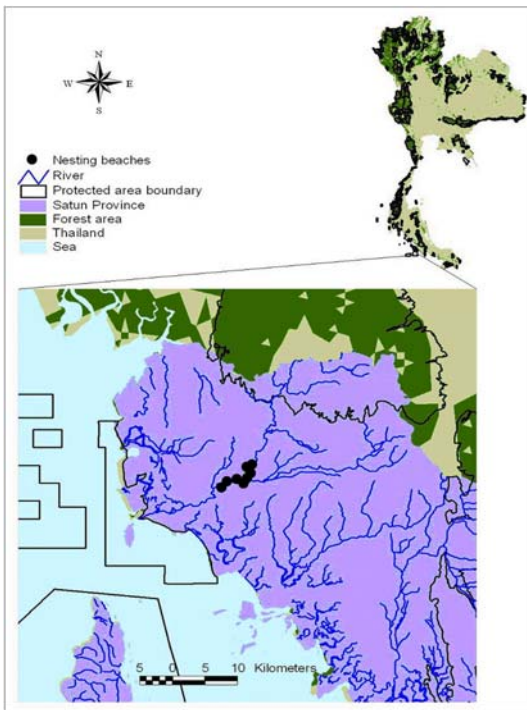 N
W E
S
Nesting beaches
River
Protected area boundary
Satun Province
Forest area
Thailand
Sea
5 0 5 10 Kilometers